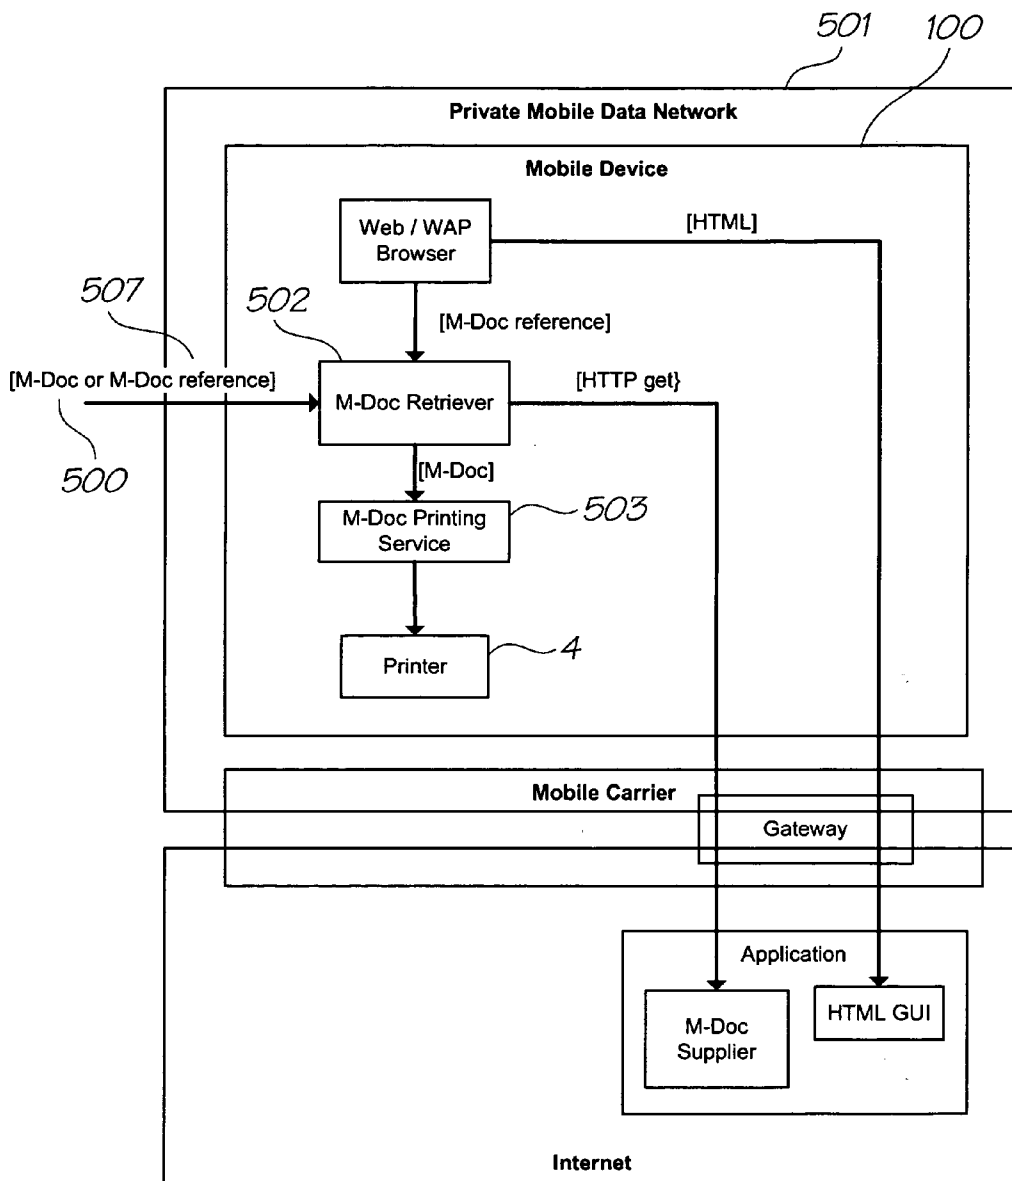 501
100
Private Mobile Data Network
Mobile Device
Web / WAP
Browser
[HTML]
507
502
[M-Doc reference]
[M-Doc or M-Doc reference]
M-Doc Retriever
[HTTP get}
500
[M-Doc]
M-Doc Printing
Service
503
Printer
4
Mobile Carrier
Gateway
Application
M-Doc
Supplier
HTML GUI
Internet